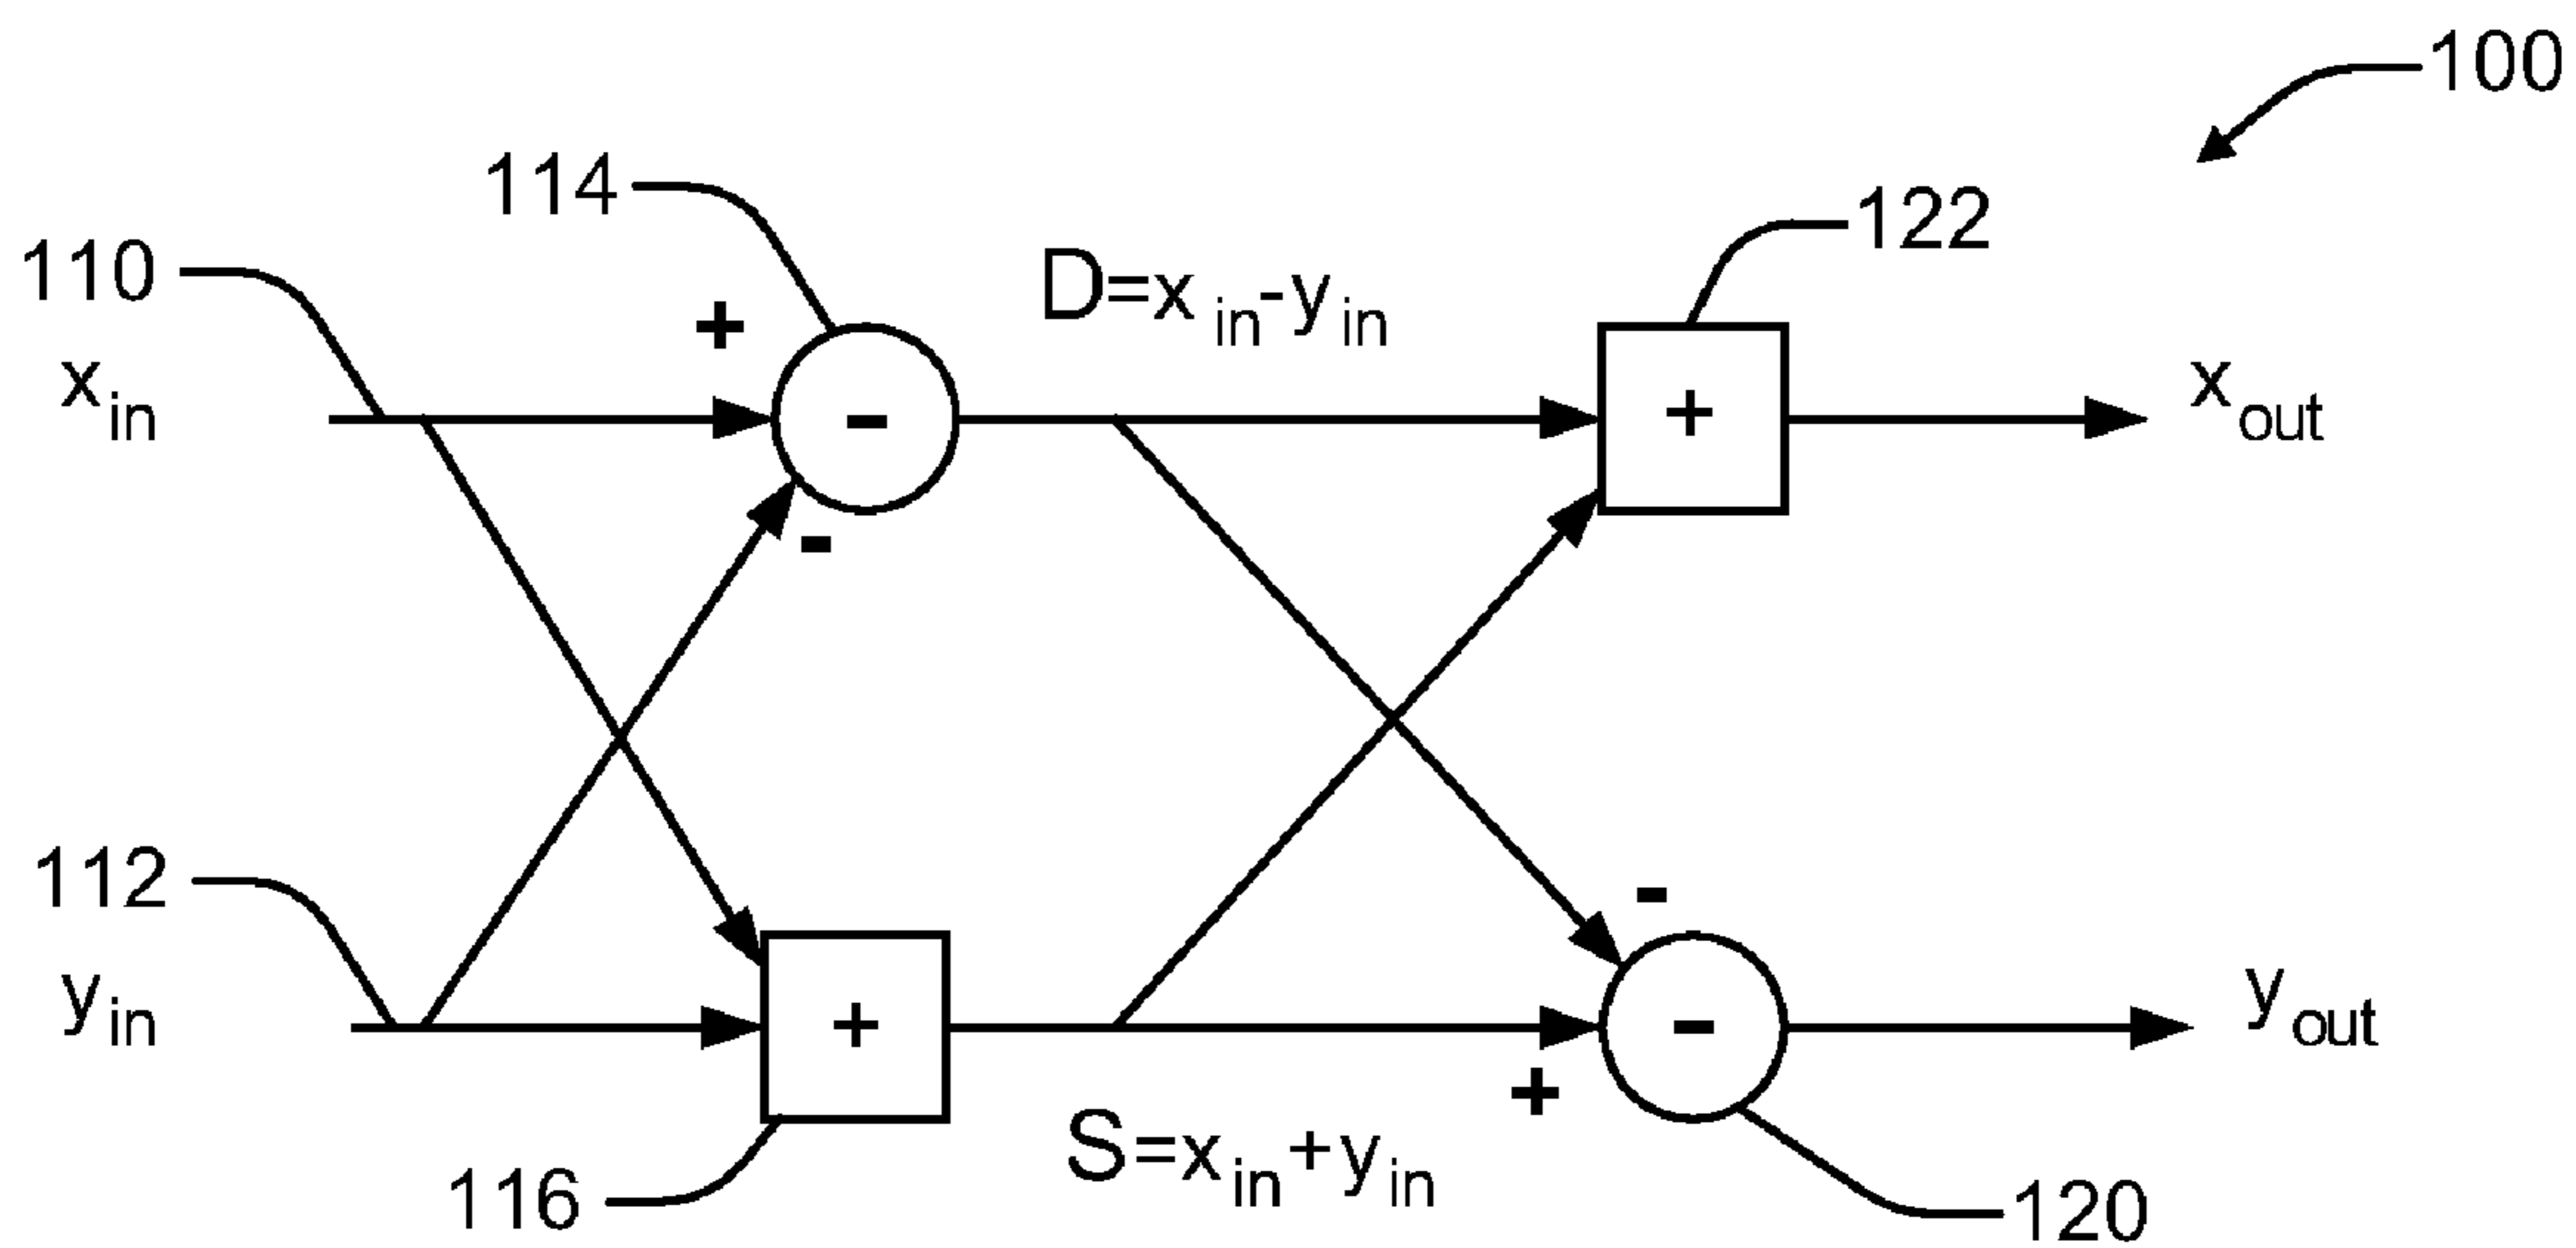 100
114
122
110
D=x in-y in
+
x in
-
+
x out
-
112
-
y in
+
-
y out
+
S=x in+y in
116
120